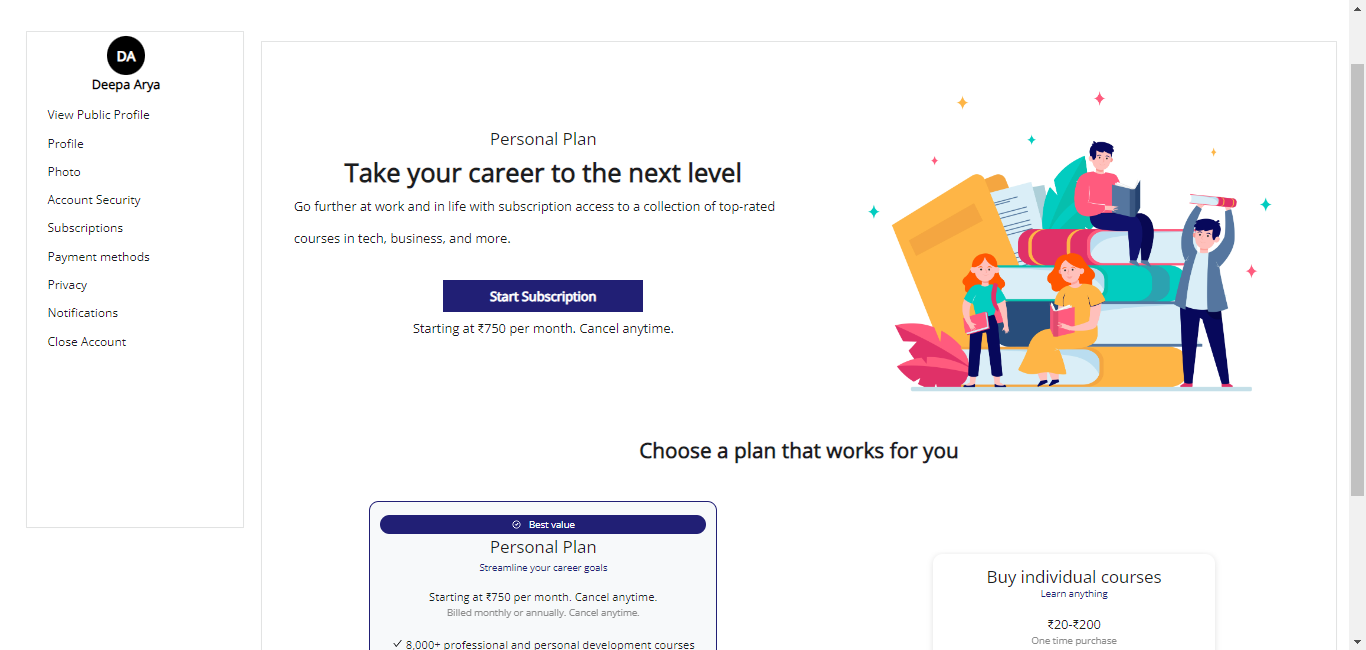 DA
Deepa Arya
View Public Profile
Profile
Photo
Account Security
Subscriptions
Payment methods
Privacy
Notifications
Close Account
Personal Plan
Take your career to the next level
Go further at work and in life with subscription access to a collection of top-rated
courses in tech, business, and more.
Start Subscription
Starting at ₹750 per month. Cancel anytime.
Choose a plan that works for you
Best value
Personal Plan
Streamline your career goals
Starting at ₹750 per month. Cancel anytime.
Billed monthly or annually. Cancel anytime.
8,000+ professional and personal development courses
Buy individual courses
Learn anything
₹20-₹200
One time purchase